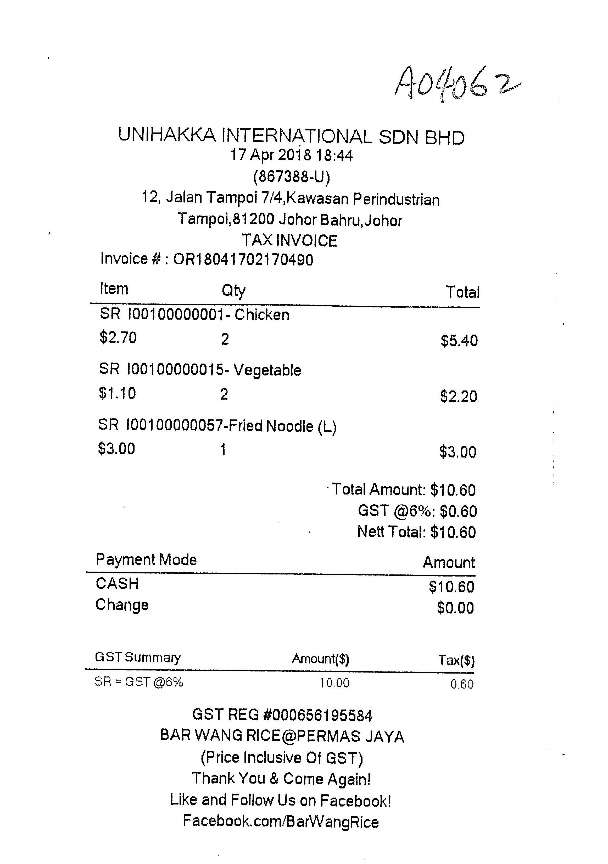 A04062
UNIHAKKA INTERNATIONAL SDN BHD
17 Apr 2018 18:44
(867388-U)
12, Jalan Tampoi 7/4,Kawasan Perindustrian
Tampoi,81200 Johor Bahru,Johor
TAX INVOICE
Invoice # : OR18041702170490
Item Qty Total
SR I00100000001- Chicken
$2.70 2 $5.40
SR I00100000015- Vegetable
$1.10 2 $2.20
SR I00100000057-Fried Noodle (L)
$3.00 1 $3.00
Total Amount: $10.60
GST @6%: $0.60
Nett Total: $10.60
Payment Mode Amount
CASH $10.60
Change $0.00
GST Summary Amount($) Tax($)
SR = GST @6% 10.00 0.60
GST REG #000656195584
BAR WANG RICE@PERMAS JAYA
(Price Inclusive Of GST)
Thank You & Come Again!
Like and Follow Us on Facebook!
Facebook.com/BarWangRice